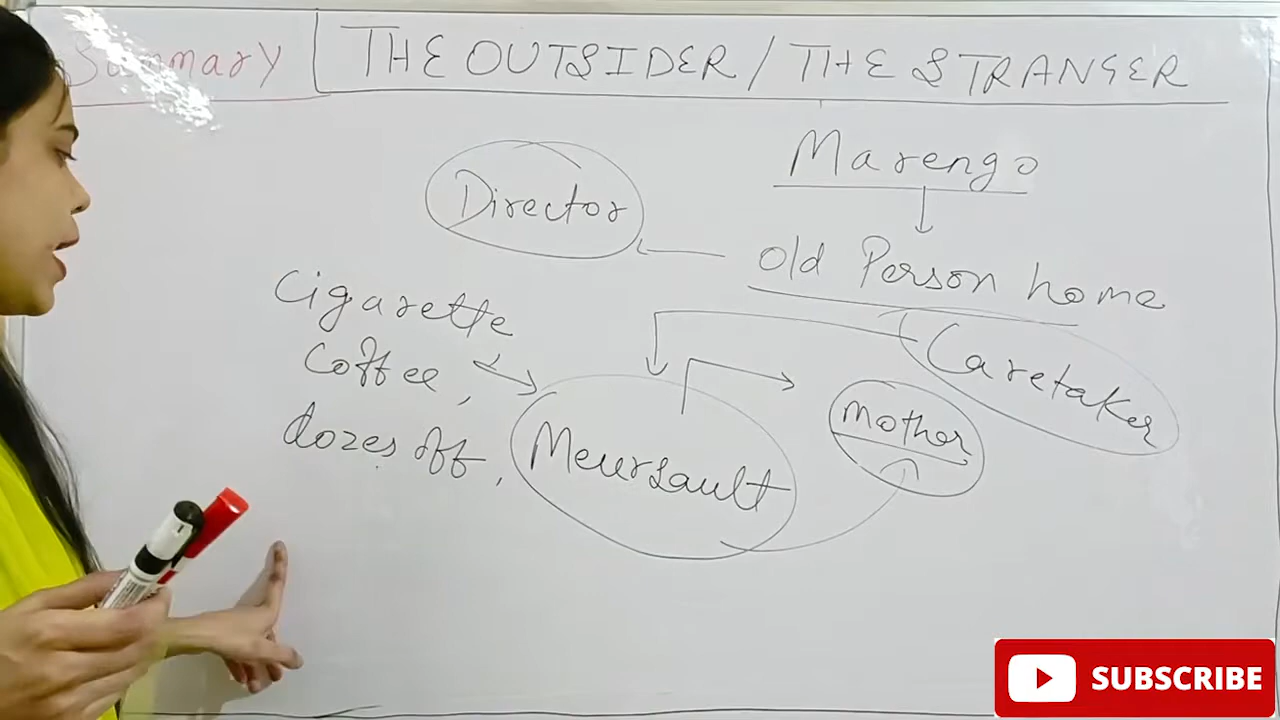 Summary
THE OUTSIDER / THE STRANGER
Marengo
Director
Old Person home
Cigarette
Caretaker
Coffee,
Mother
dozes off,
Meursault
SUBSCRIBE